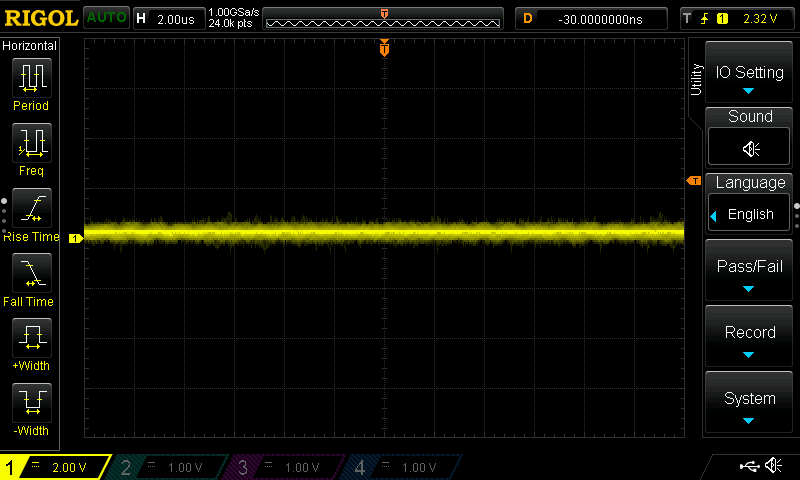 RIGOL AUTO H 2.00us 1.00GSa/s 24.0k pts T D -30.0000000ns T 1 2.32 V
Horizontal
Period
Freq
Rise Time
Fall Time
+Width
-Width
T
T
1
Utility
IO Setting
Sound
Language
English
Pass/Fail
Record
System
1 2.00 V 2 1.00 V 3 1.00 V 4 1.00 V